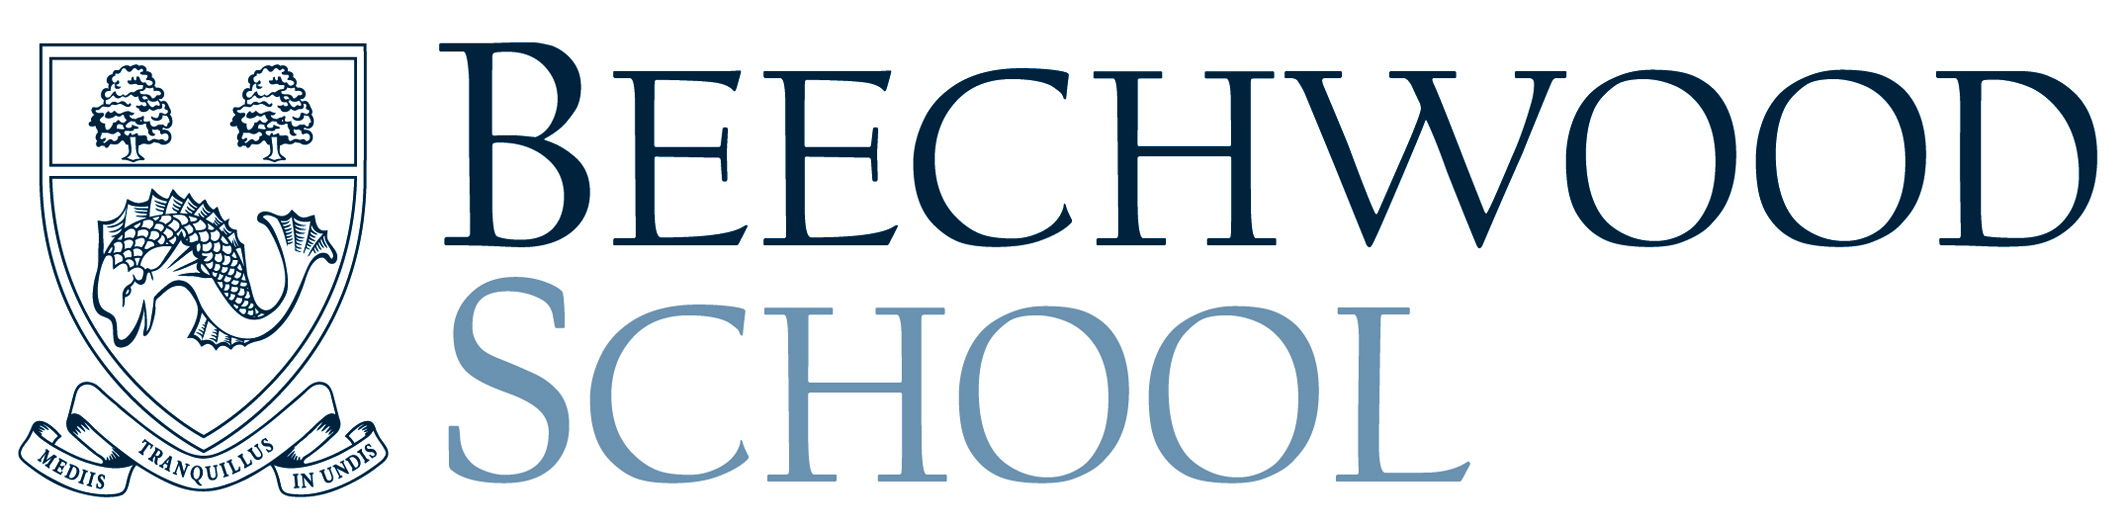 BEECHWOOD
SCHOOL
MEDIIS TRANQUILLUS IN UNDIS